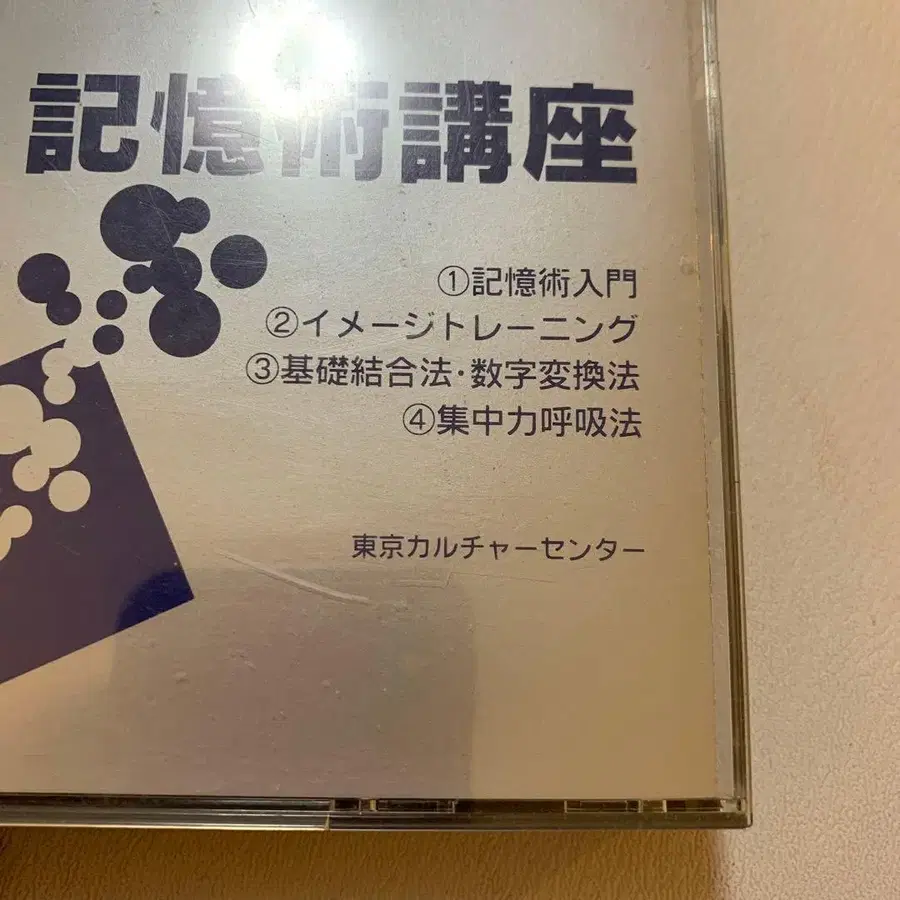 記憶術講座
①記憶術入門
②イメージトレーニング
③基礎結合法・数字変換法
④集中力呼吸法
東京カルチャーセンター